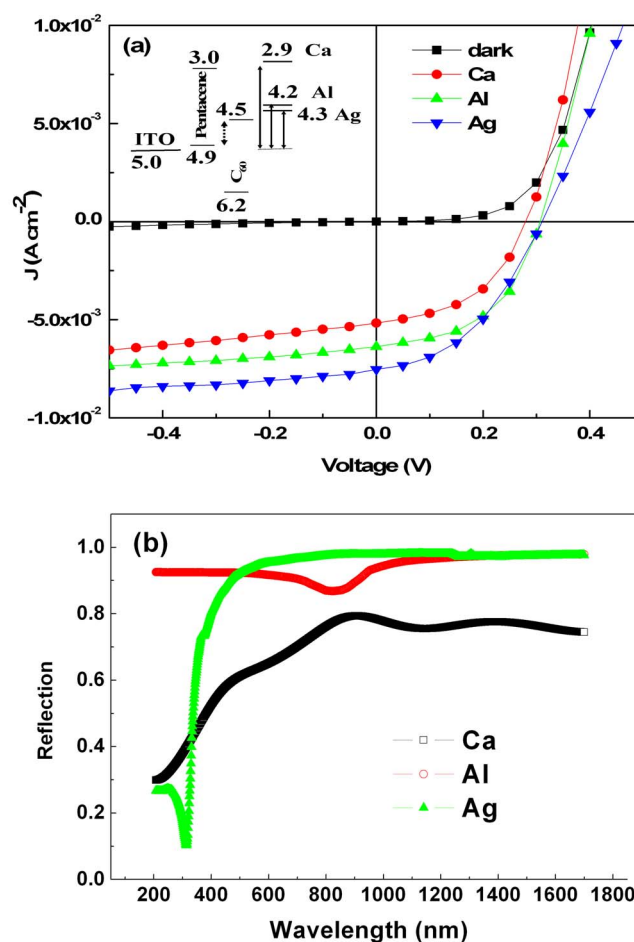 (a)
1.0x10⁻²
5.0x10⁻³
0.0
-5.0x10⁻³
-1.0x10⁻²
J (A cm⁻²)
ITO
5.0
3.0
Pentacene
4.9
4.5
C₆₀
6.2
2.9 Ca
4.2 Al
4.3 Ag
dark
Ca
Al
Ag
-0.4 -0.2 0.0 0.2 0.4
Voltage (V)
(b)
1.0
0.8
0.6
0.4
0.2
0.0
Reflection
Ca
Al
Ag
200 400 600 800 1000 1200 1400 1600 1800
Wavelength (nm)